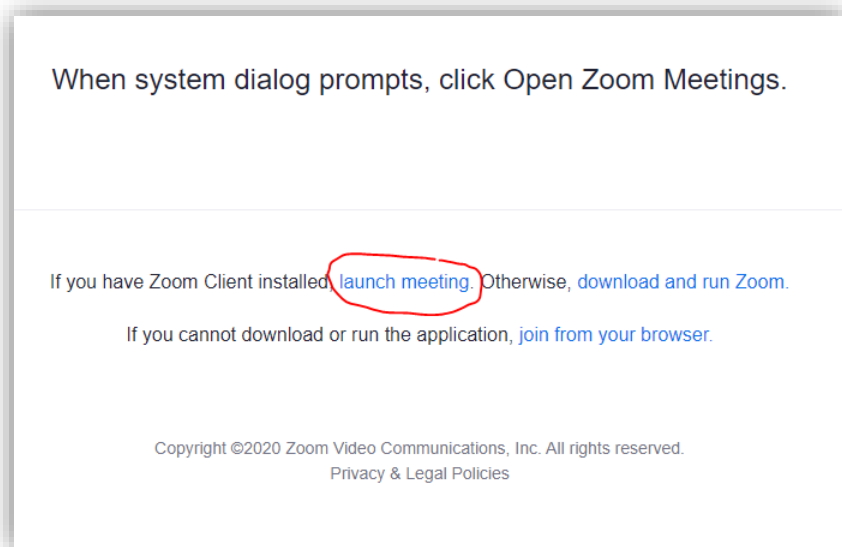 When system dialog prompts, click Open Zoom Meetings.
If you have Zoom Client installed, launch meeting. Otherwise, download and run Zoom.
If you cannot download or run the application, join from your browser.
Copyright ©2020 Zoom Video Communications, Inc. All rights reserved.
Privacy & Legal Policies